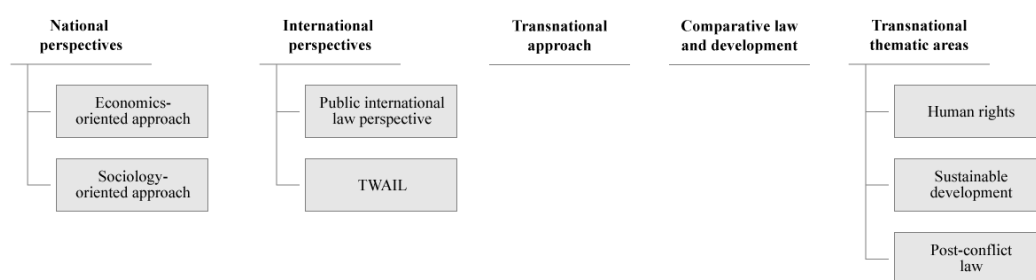 National
perspectives
Economics-
oriented approach
Sociology-
oriented approach
International
perspectives
Public international
law perspective
TWAIL
Transnational
approach
Comparative law
and development
Transnational
thematic areas
Human rights
Sustainable
development
Post-conflict
law